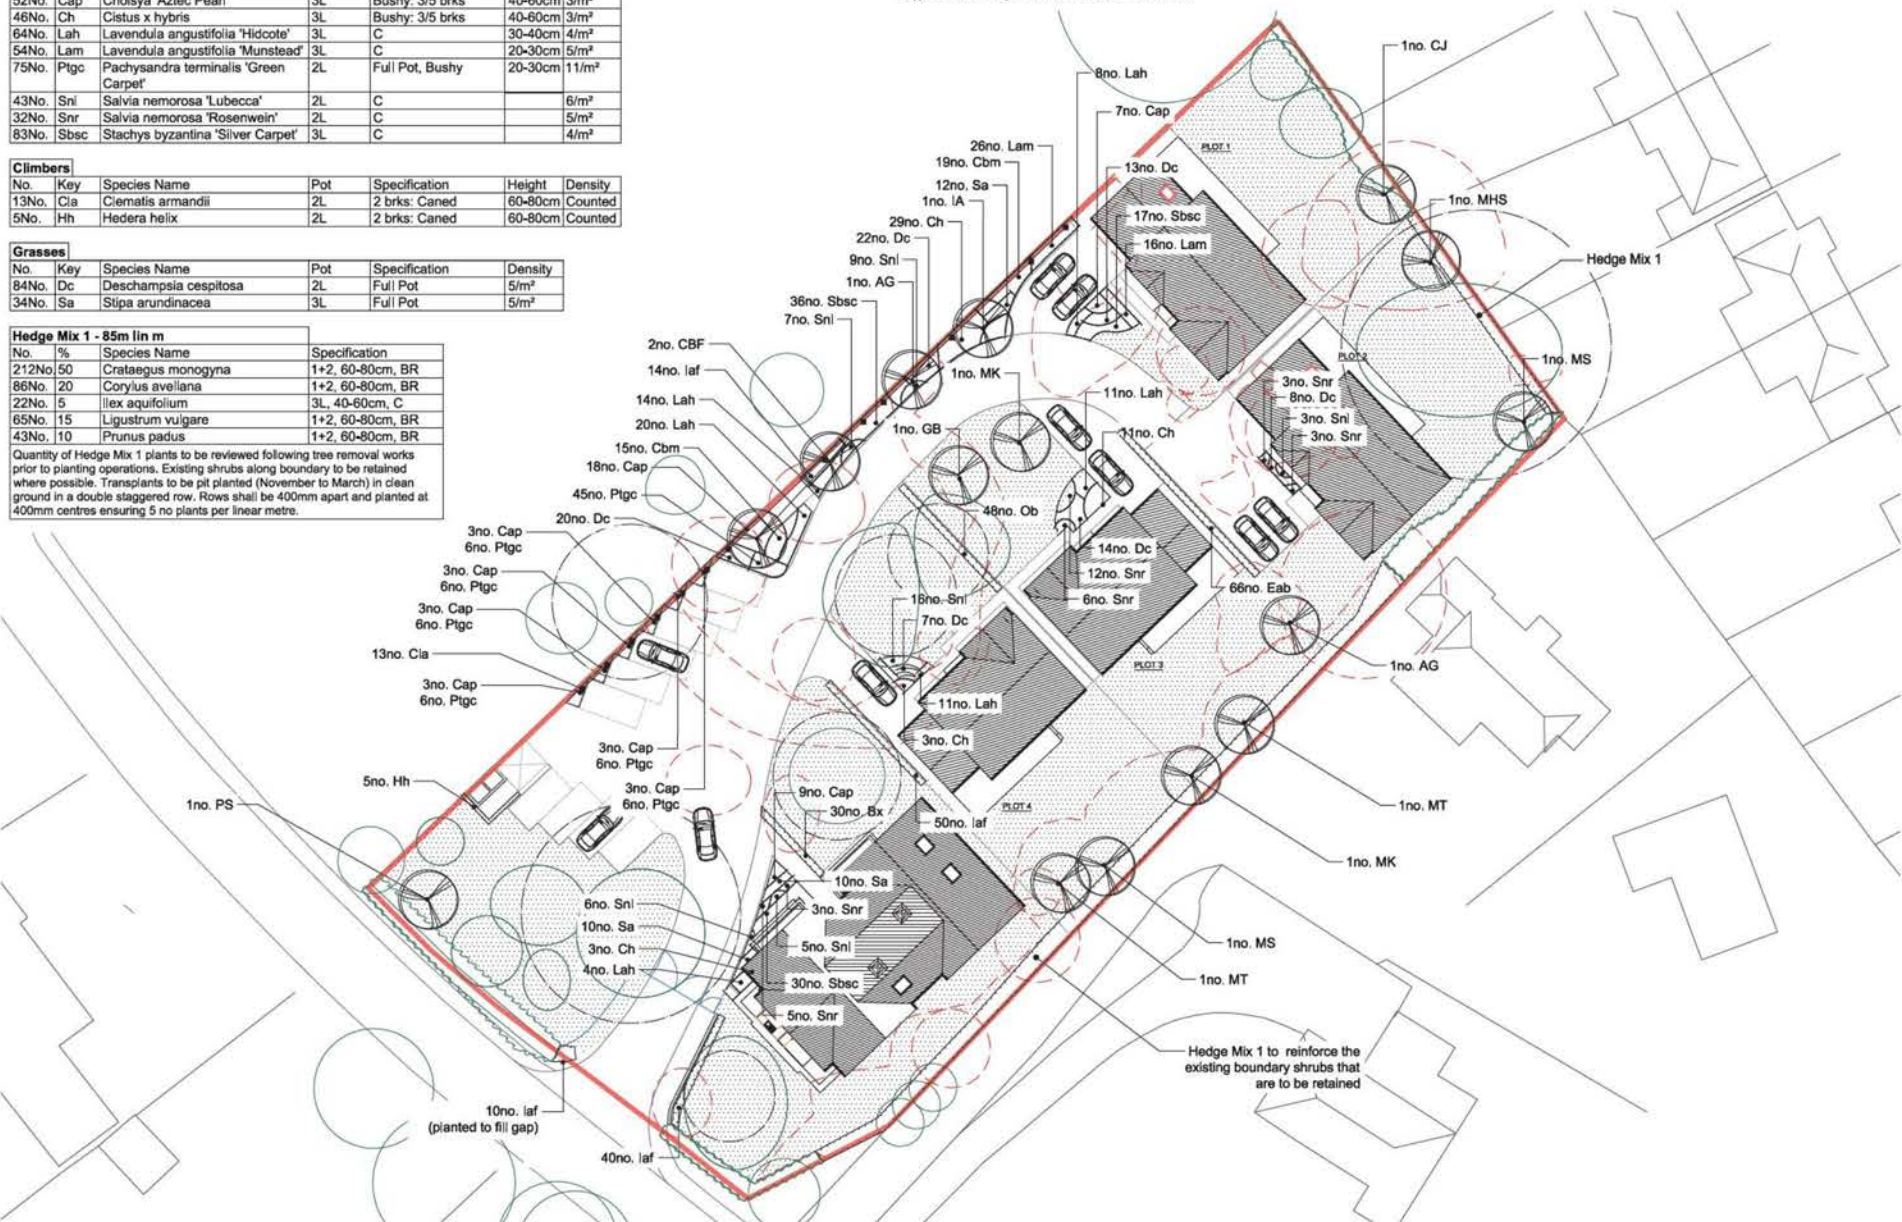 52No. Cap Choisya 'Aztec Pearl' 3L Bushy: 3/5 brks 40-60cm 3/m²
46No. Ch Cistus x hybris 3L Bushy: 3/5 brks 40-60cm 3/m²
64No. Lah Lavendula angustifolia 'Hidcote' 3L C 30-40cm 4/m²
54No. Lam Lavendula angustifolia 'Munstead' 3L C 20-30cm 5/m²
75No. Ptgc Pachysandra terminalis 'Green 2L Full Pot, Bushy 20-30cm 11/m²
Carpet'
43No. Snl Salvia nemorosa 'Lubecca' 2L C 6/m²
32No. Snr Salvia nemorosa 'Rosenwein' 2L C 5/m²
83No. Sbsc Stachys byzantina 'Silver Carpet' 3L C 4/m²
Climbers
No. Key Species Name Pot Specification Height Density
13No. Cla Clematis armandii 2L 2 brks: Caned 60-80cm Counted
5No. Hh Hedera helix 2L 2 brks: Caned 60-80cm Counted
Grasses
No. Key Species Name Pot Specification Density
84No. Dc Deschampsia cespitosa 2L Full Pot 5/m²
34No. Sa Stipa arundinacea 3L Full Pot 5/m²
Hedge Mix 1 - 85m lin m
No. % Species Name Specification
212No. 50 Crataegus monogyna 1+2, 60-80cm, BR
86No. 20 Corylus avellana 1+2, 60-80cm, BR
22No. 5 Ilex aquifolium 3L, 40-60cm, C
65No. 15 Ligustrum vulgare 1+2, 60-80cm, BR
43No. 10 Prunus padus 1+2, 60-80cm, BR
Quantity of Hedge Mix 1 plants to be reviewed following tree removal works
prior to planting operations. Existing shrubs along boundary to be retained
where possible. Transplants to be pit planted (November to March) in clean
ground in a double staggered row. Rows shall be 400mm apart and planted at
400mm centres ensuring 5 no plants per linear metre.
1no. CJ
8no. Lah
7no. Cap
PLOT 1
26no. Lam
19no. Cbm
13no. Dc
12no. Sa
1no. IA
1no. MHS
29no. Ch
17no. Sbsc
22no. Dc
16no. Lam
9no. Snl
Hedge Mix 1
1no. AG
36no. Sbsc
7no. Snl
2no. CBF
PLOT 2
1no. MS
14no. Iaf
1no. MK
3no. Snr
11no. Lah
8no. Dc
14no. Lah
3no. Snl
20no. Lah
1no. GB
11no. Ch
3no. Snr
15no. Cbm
18no. Cap
45no. Ptgc
48no. Ob
20no. Dc
3no. Cap
6no. Ptgc
14no. Dc
3no. Cap
6no. Ptgc
12no. Snr
66no. Eab
16no. Snl
6no. Snr
3no. Cap
6no. Ptgc
7no. Dc
13no. Cla
PLOT 3
1no. AG
3no. Cap
6no. Ptgc
11no. Lah
3no. Ch
3no. Cap
6no. Ptgc
5no. Hh
3no. Cap
6no. Ptgc
9no. Cap
30no. Bx
1no. PS
PLOT 4
1no. MT
50no. Iaf
1no. MK
10no. Sa
6no. Snl
3no. Snr
10no. Sa
5no. Snl
3no. Ch
1no. MS
4no. Lah
30no. Sbsc
1no. MT
5no. Snr
Hedge Mix 1 to reinforce the
existing boundary shrubs that
are to be retained
10no. Iaf
(planted to fill gap)
40no. Iaf